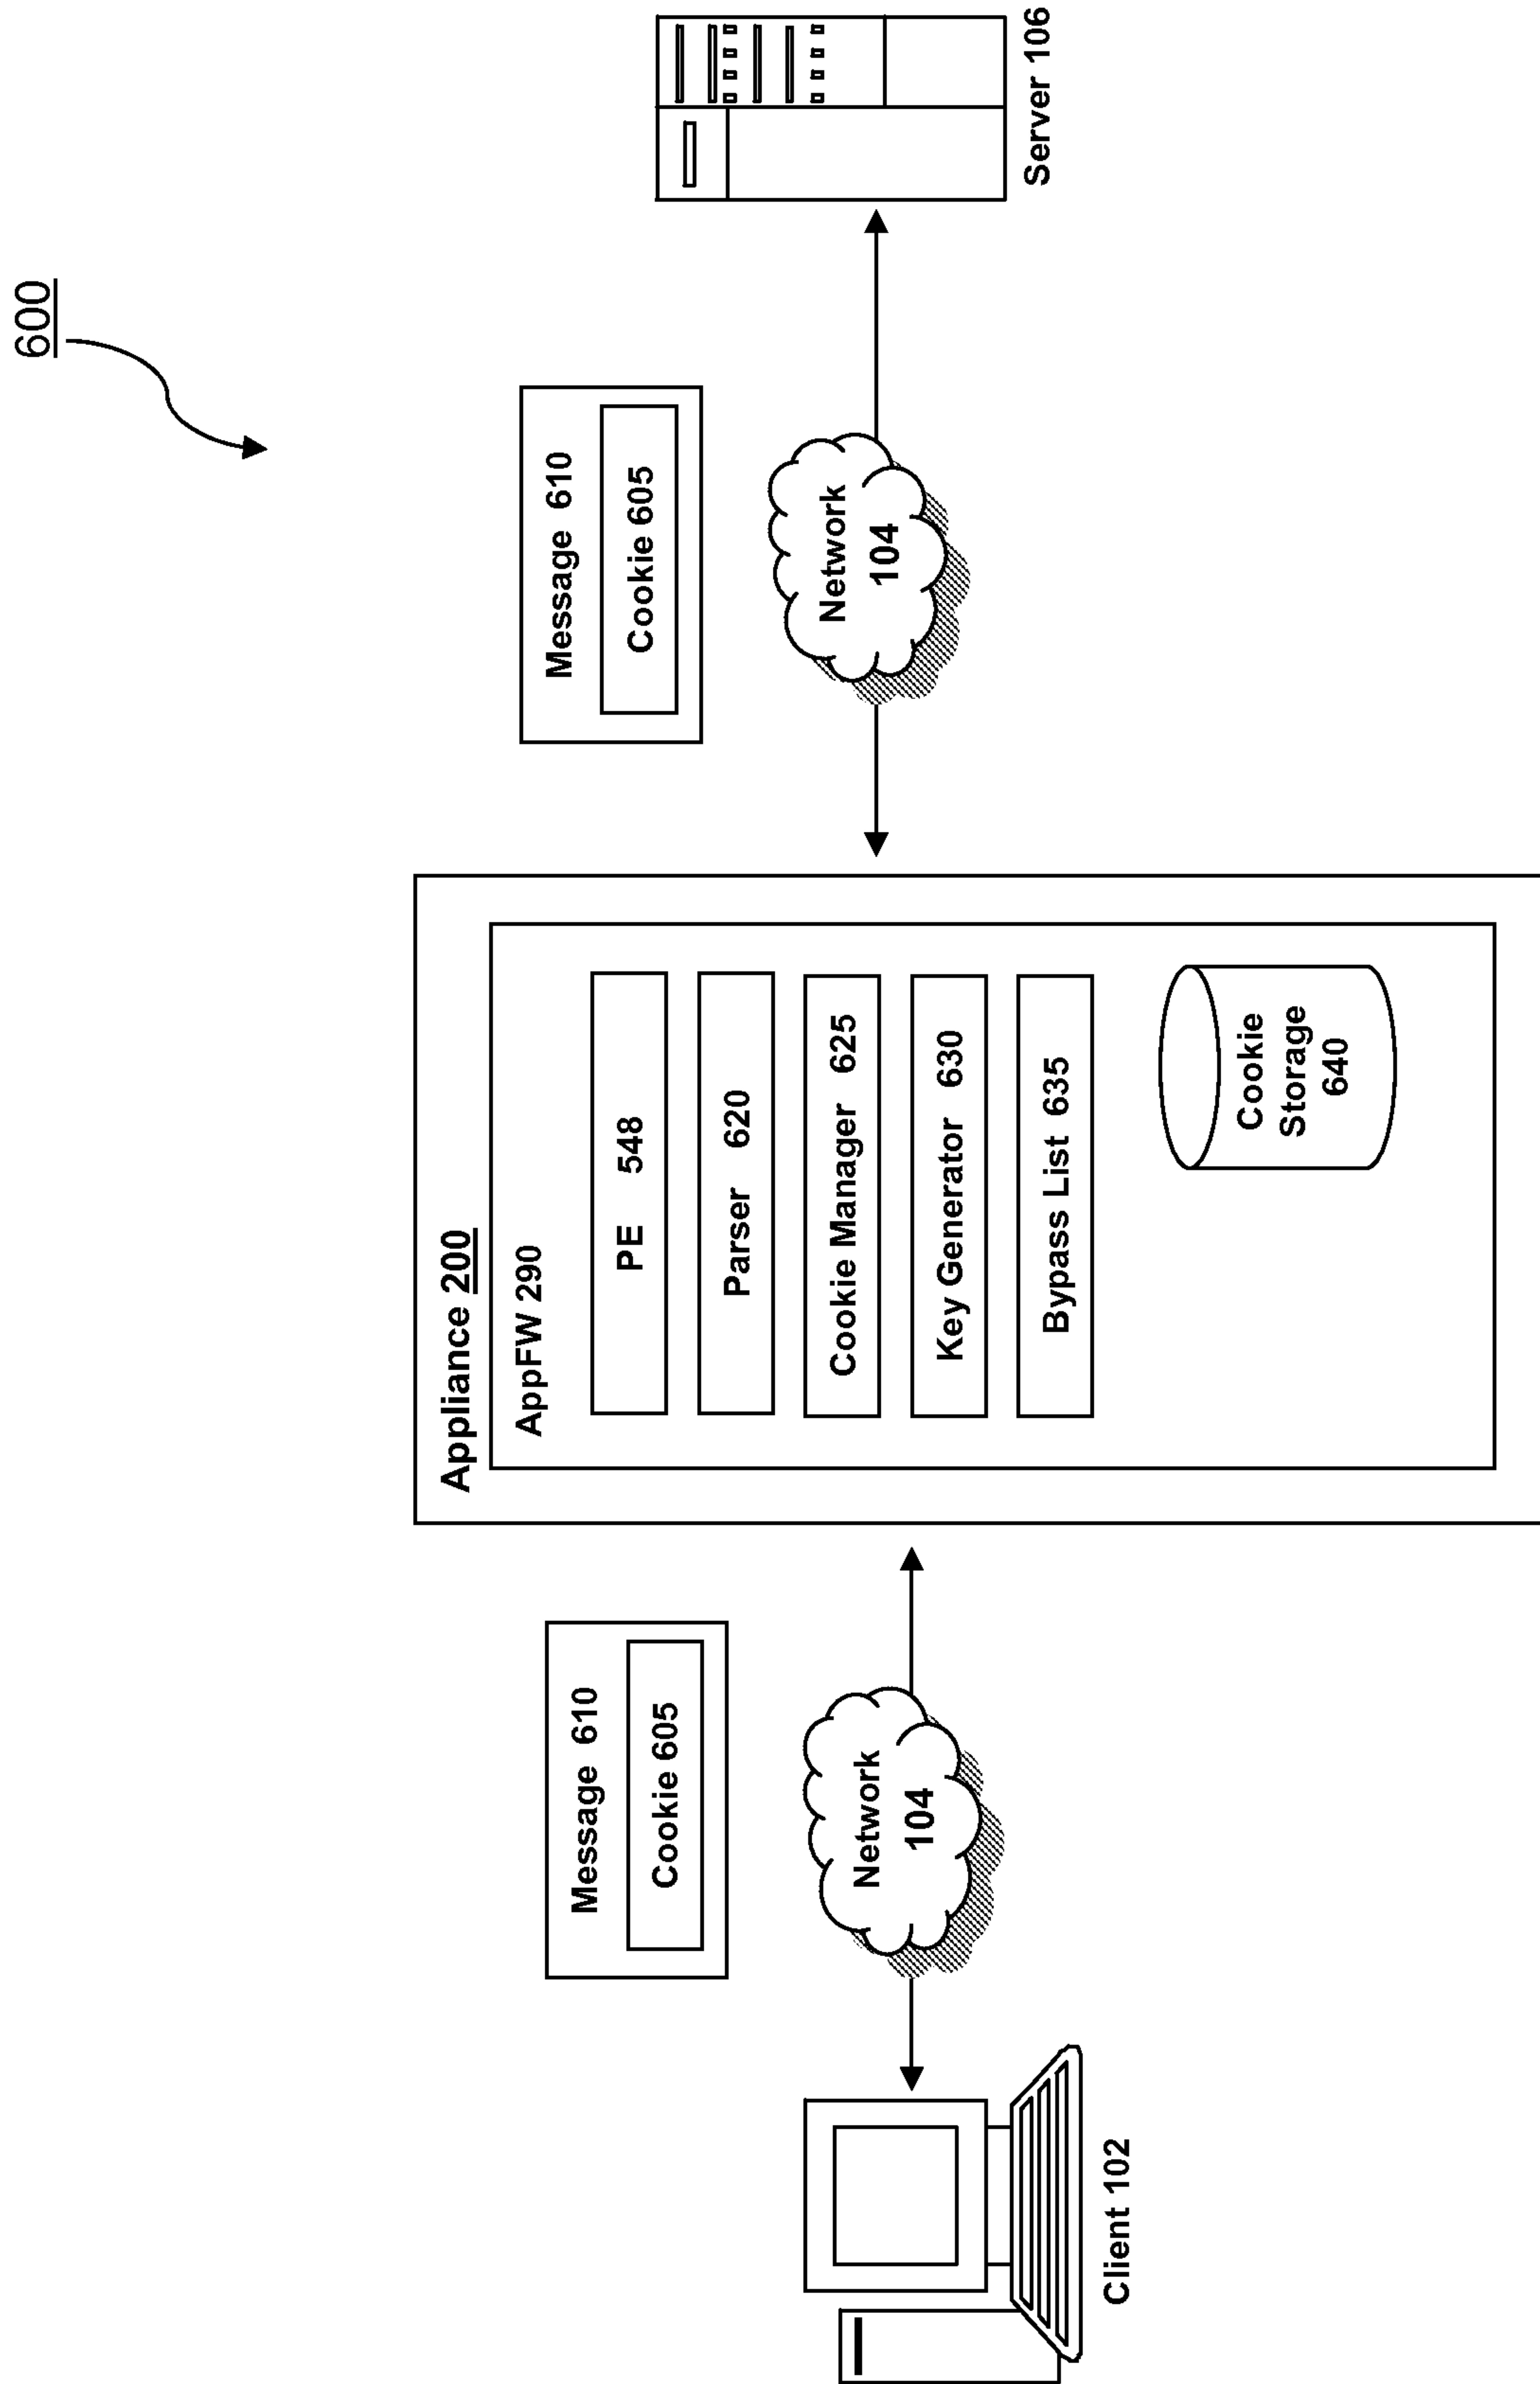 600
Message 610
Cookie 605
Network
104
Client 102
Appliance 200
AppFW 290
PE 548
Parser 620
Cookie Manager 625
Key Generator 630
Bypass List 635
Cookie
Storage
640
Message 610
Cookie 605
Network
104
Server 106